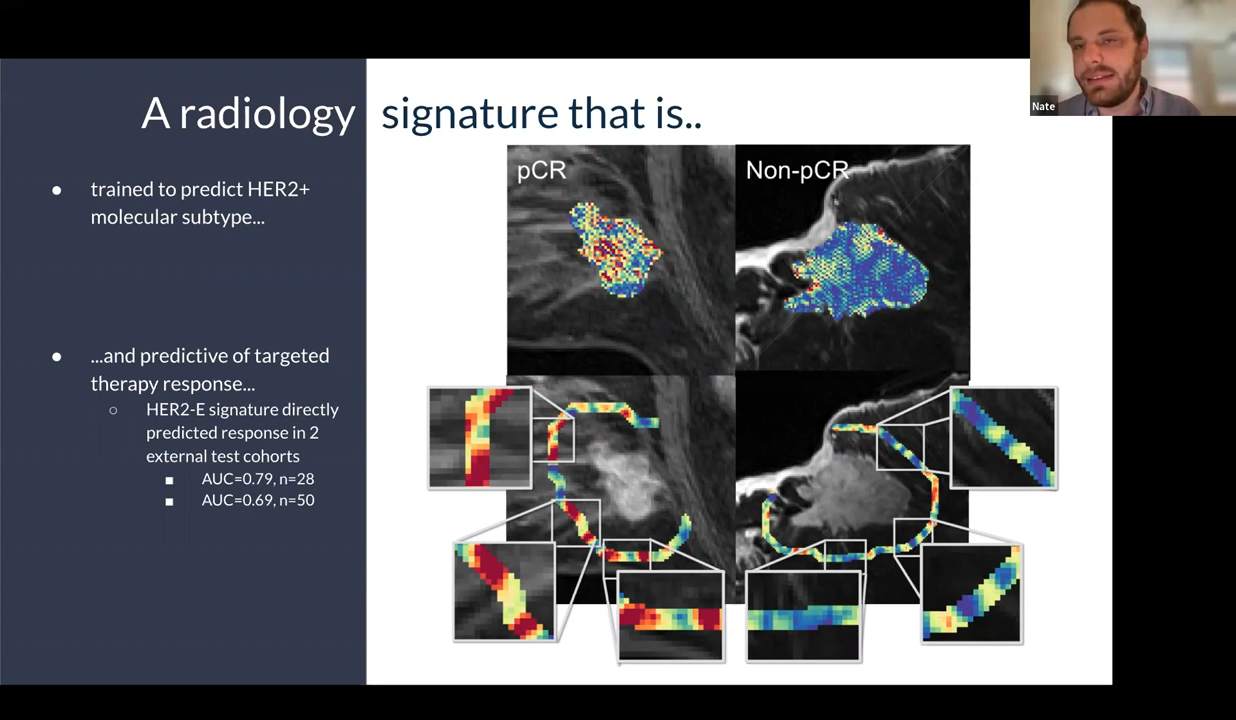 A radiology signature that is..
trained to predict HER2+
molecular subtype...
...and predictive of targeted
therapy response...
HER2-E signature directly
predicted response in 2
external test cohorts
AUC=0.79, n=28
AUC=0.69, n=50
pCR
Non-pCR
Nate